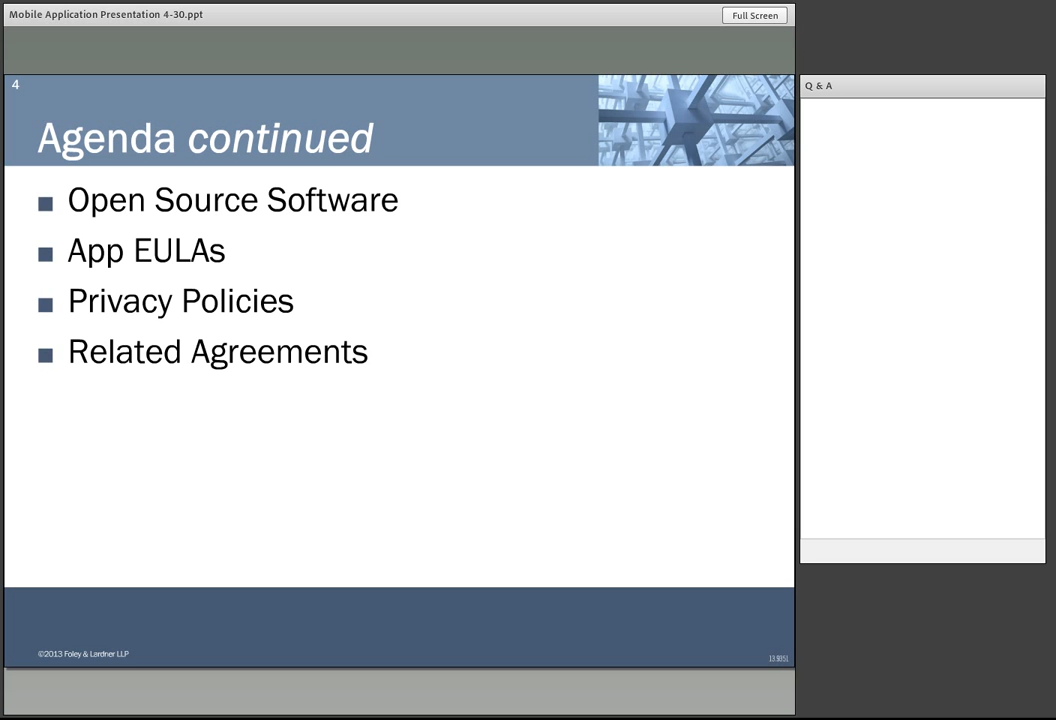 Mobile Application Presentation 4-30.ppt
Full Screen
4
Agenda continued
Open Source Software
App EULAs
Privacy Policies
Related Agreements
©2013 Foley & Lardner LLP
Q & A